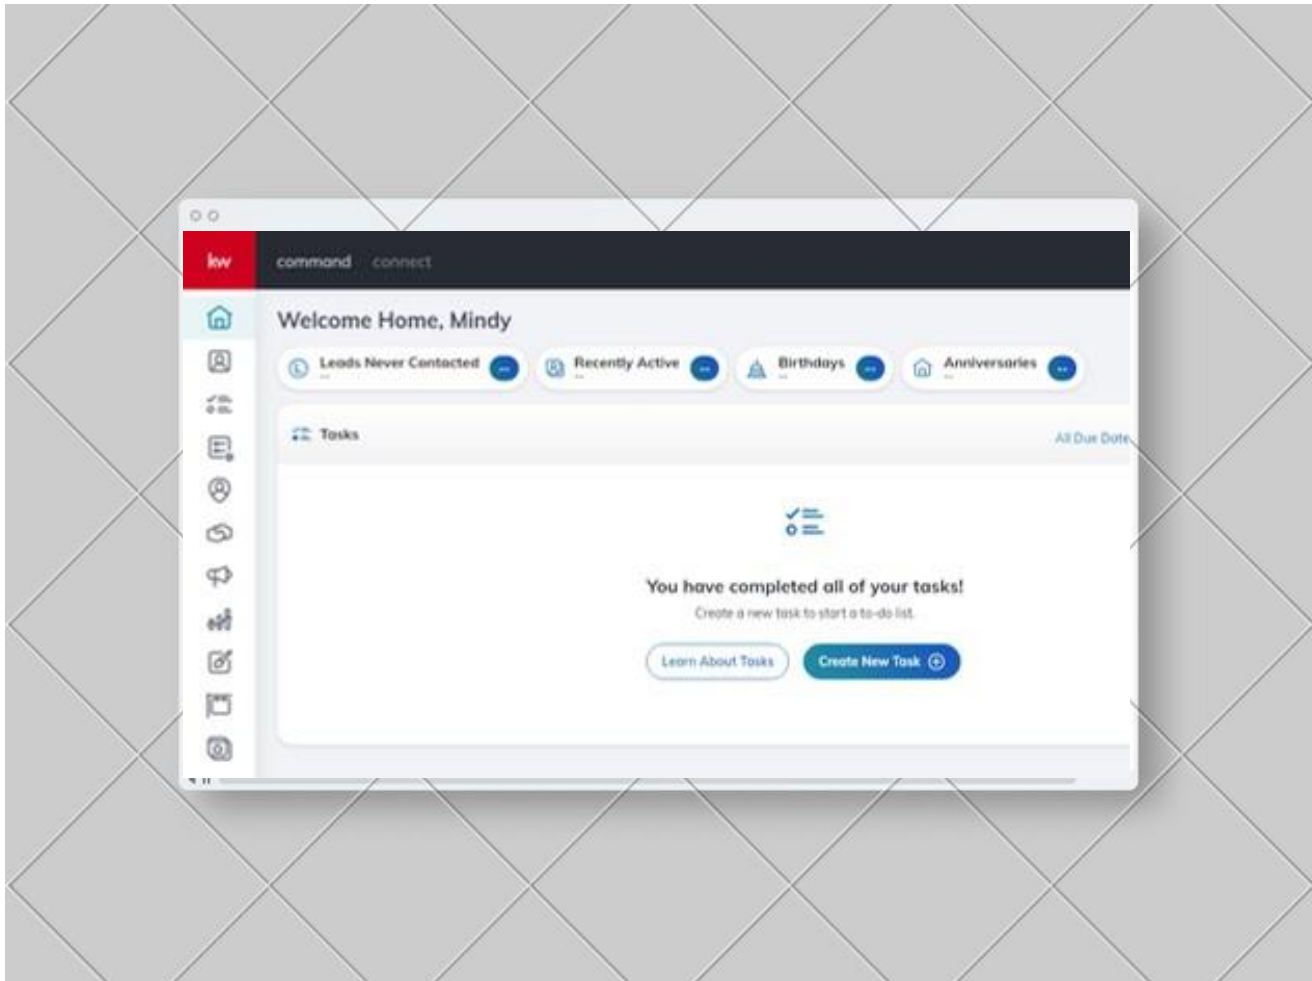 kw
command connect
Welcome Home, Mindy
Leads Never Contacted --
--
Recently Active --
--
Birthdays --
--
Anniversaries --
--
Tasks
All Due Date
You have completed all of your tasks!
Create a new task to start a to-do list.
Learn About Tasks
Create New Task